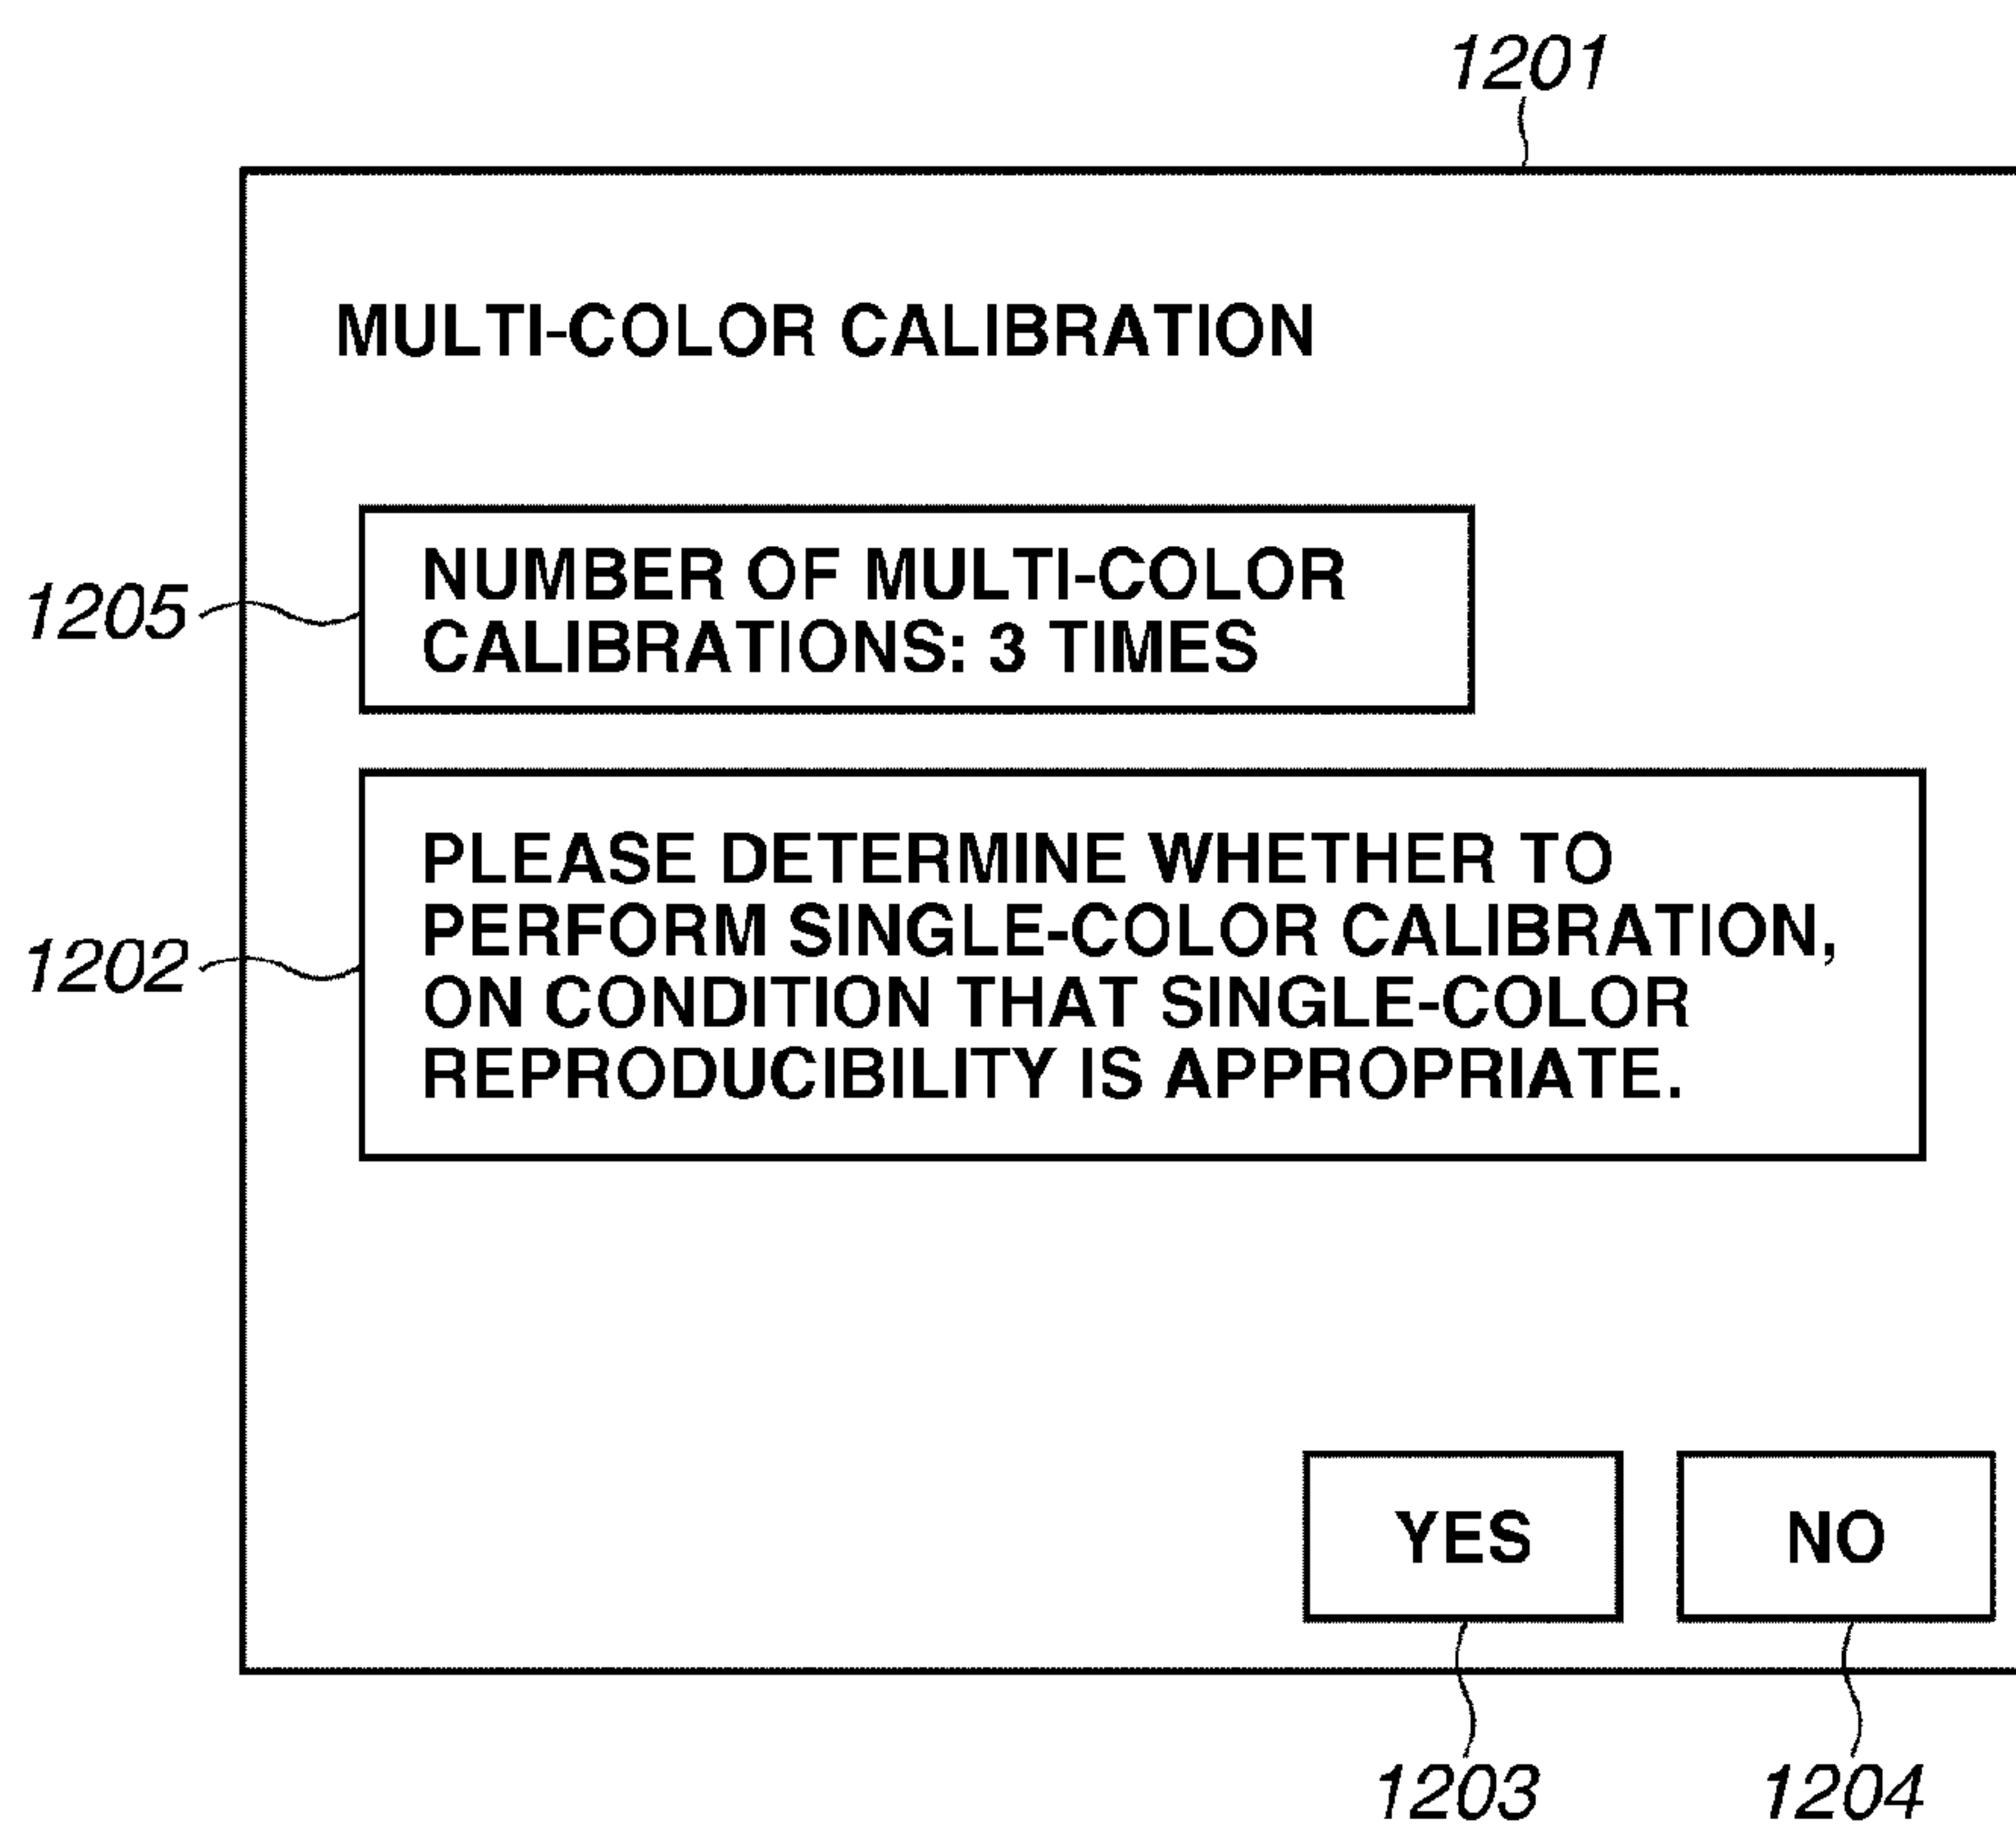 1201
MULTI-COLOR CALIBRATION
1205
NUMBER OF MULTI-COLOR
CALIBRATIONS: 3 TIMES
1202
PLEASE DETERMINE WHETHER TO
PERFORM SINGLE-COLOR CALIBRATION,
ON CONDITION THAT SINGLE-COLOR
REPRODUCIBILITY IS APPROPRIATE.
YES
NO
1203
1204